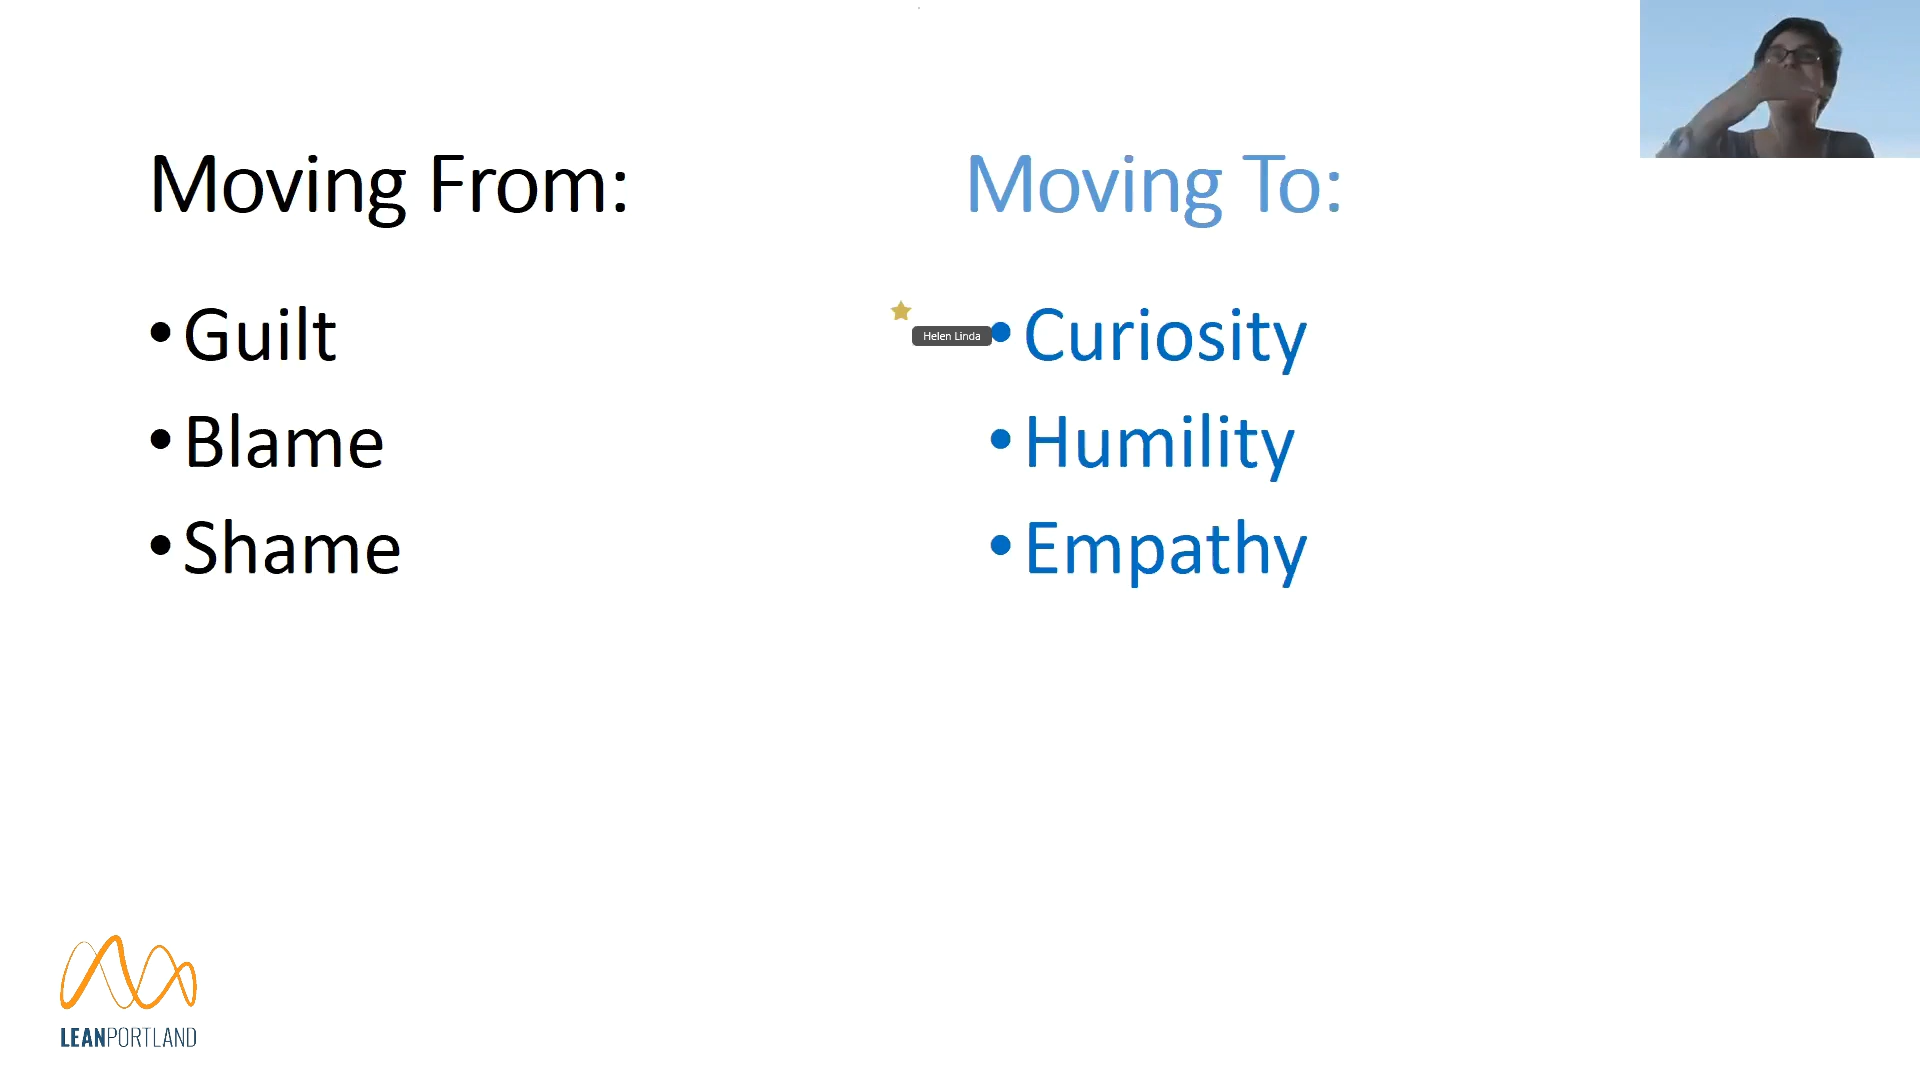 Moving From:
• Guilt
• Blame
• Shame
Moving To:
Helen Linda
• Curiosity
• Humility
• Empathy
LEANPORTLAND